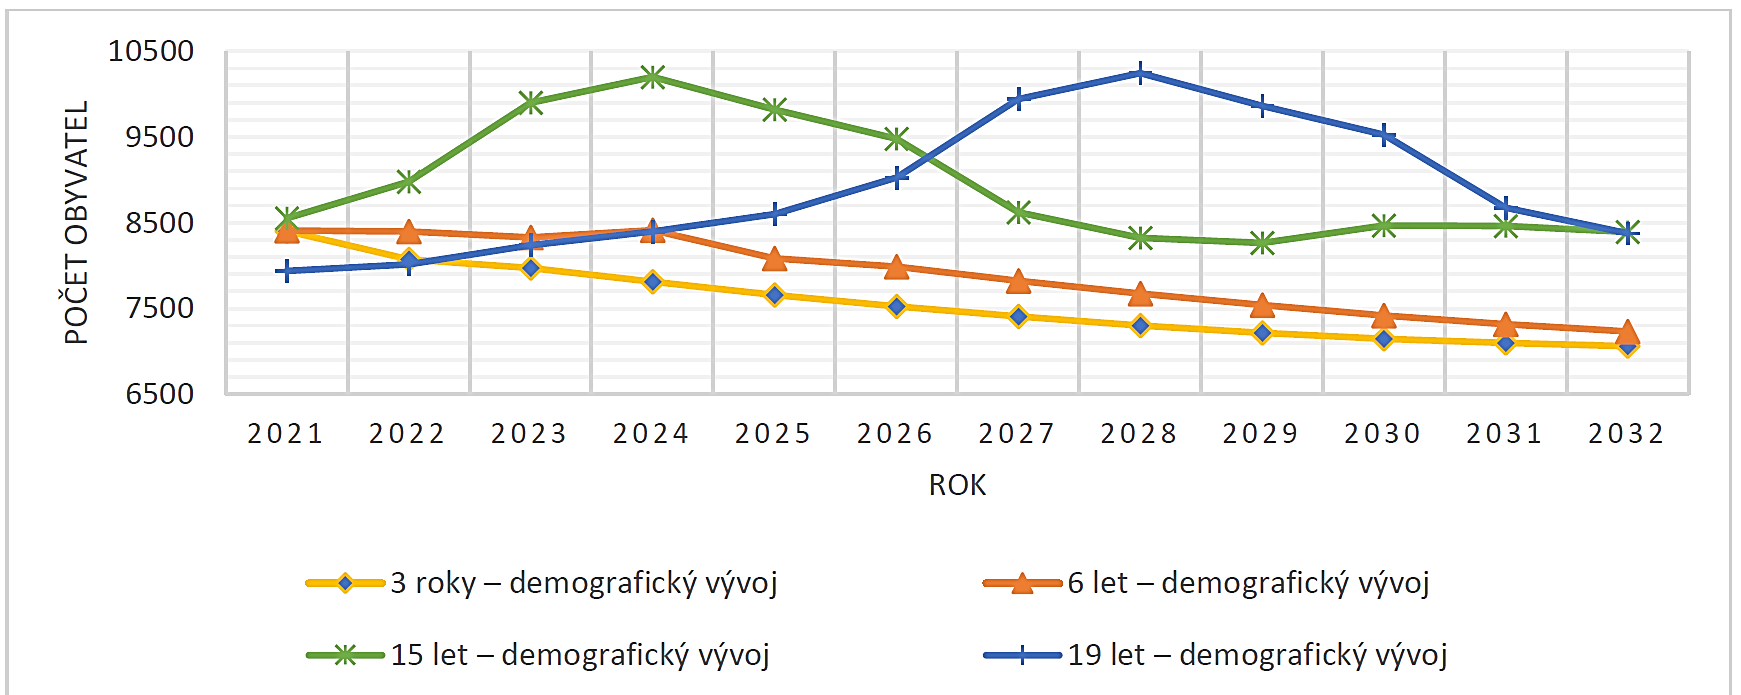 10500
9500
8500
7500
6500
POČET OBYVATEL
2021 2022 2023 2024 2025 2026 2027 2028 2029 2030 2031 2032
ROK
3 roky – demografický vývoj
6 let – demografický vývoj
15 let – demografický vývoj
19 let – demografický vývoj